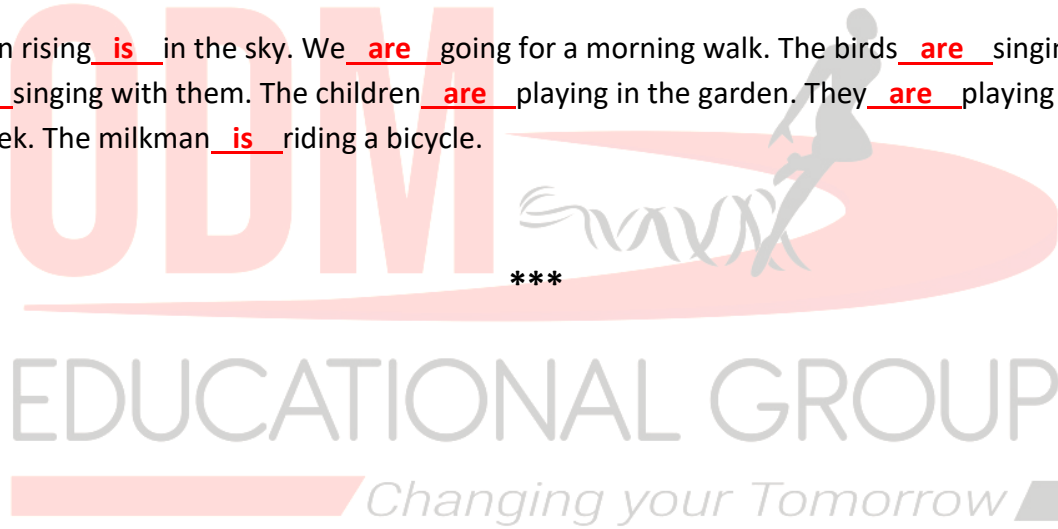 n rising is in the sky. We are going for a morning walk. The birds are singin
singing with them. The children are playing in the garden. They are playing
ek. The milkman is riding a bicycle.
***
ODM
EDUCATIONAL GROUP
Changing your Tomorrow